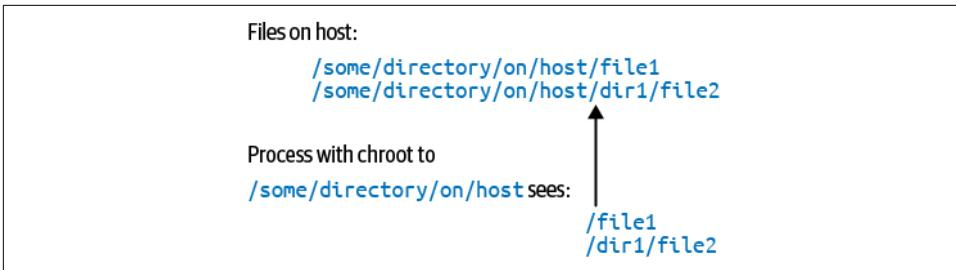 Files on host:
/some/directory/on/host/file1
/some/directory/on/host/dir1/file2
Process with chroot to
/some/directory/on/host sees:
/file1
/dir1/file2